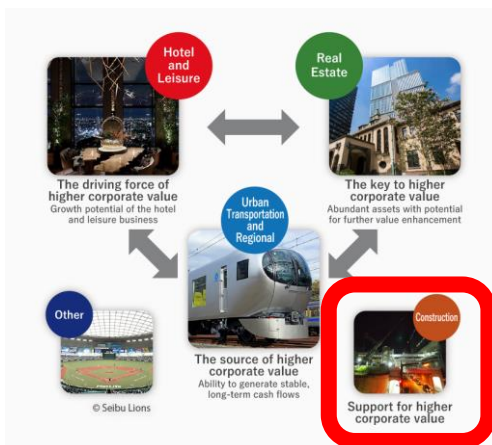 Hotel
and
Leisure
Real
Estate
The driving force of
higher corporate value
Growth potential of the hotel
and leisure business
The key to higher
corporate value
Abundant assets with potential
for further value enhancement
Urban
Transportation
and
Regional
The source of higher
corporate value
Ability to generate stable,
long-term cash flows
Other
© Seibu Lions
Construction
Support for higher
corporate value